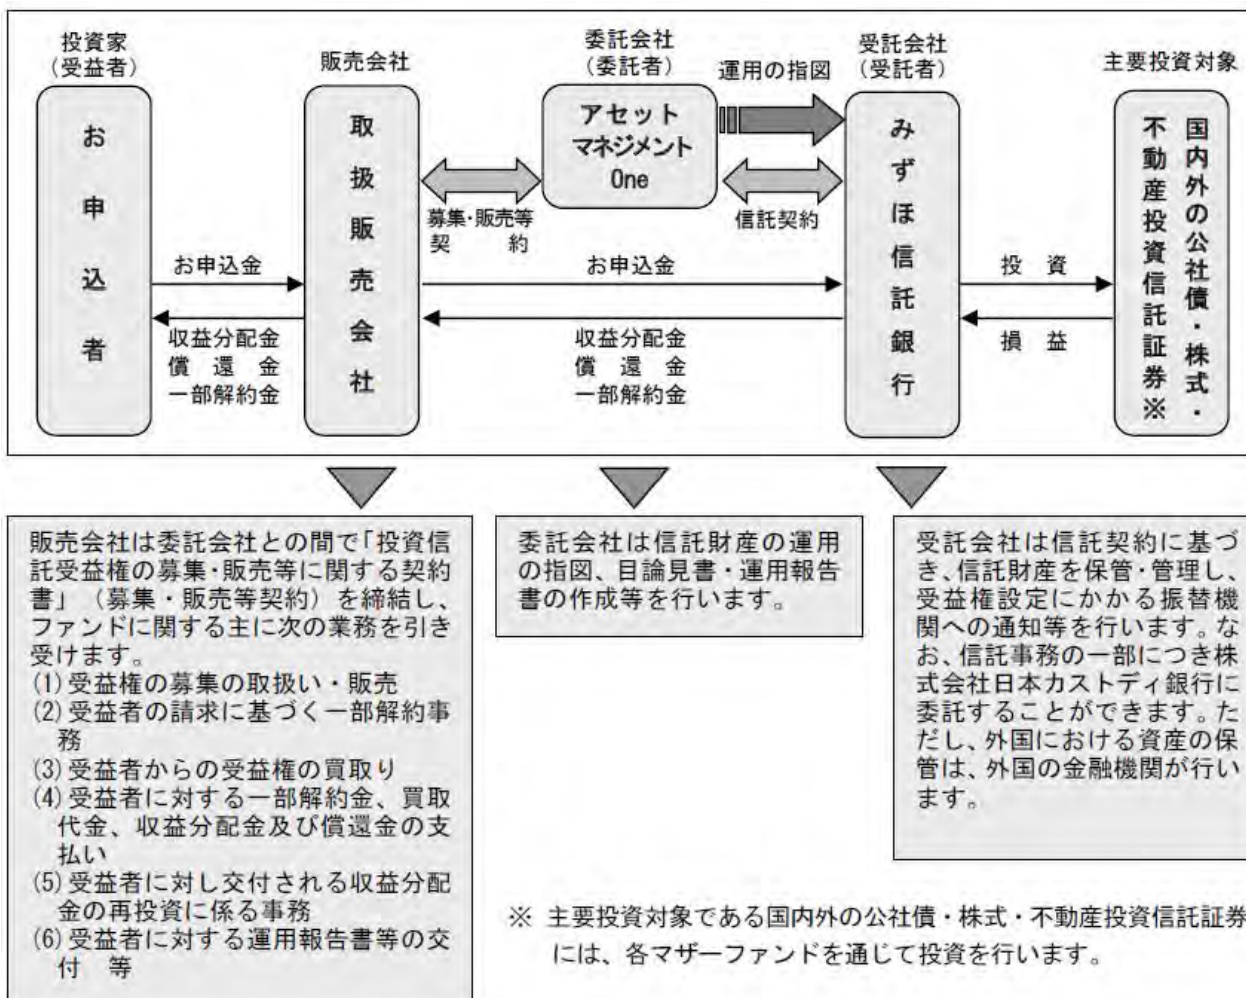 投資家
(受益者)
お申込者
販売会社
取扱販売会社
委託会社
(委託者)
アセット
マネジメント
One
運用の指図
受託会社
(受託者)
みずほ信託銀行
主要投資対象
国内外の公社債・株式・
不動産投資信託証券※
募集・販売等
契 約
信託契約
お申込金
収益分配金
償 還 金
一部解約金
お申込金
収益分配金
償 還 金
一部解約金
投 資
損 益
販売会社は委託会社との間で「投資信
託受益権の募集・販売等に関する契約
書」(募集・販売等契約)を締結し、
ファンドに関する主に次の業務を引き
受けます。
(1)受益権の募集の取扱い・販売
(2)受益者の請求に基づく一部解約事
務
(3)受益者からの受益権の買取り
(4)受益者に対する一部解約金、買取
代金、収益分配金及び償還金の支
払い
(5)受益者に対し交付される収益分配
金の再投資に係る事務
(6)受益者に対する運用報告書等の交
付 等
委託会社は信託財産の運用
の指図、目論見書・運用報告
書の作成等を行います。
受託会社は信託契約に基づ
き、信託財産を保管・管理し、
受益権設定にかかる振替機
関への通知等を行います。な
お、信託事務の一部につき株
式会社日本カストディ銀行に
委託することができます。た
だし、外国における資産の保
管は、外国の金融機関が行い
ます。
※ 主要投資対象である国内外の公社債・株式・不動産投資信託証券
には、各マザーファンドを通じて投資を行います。